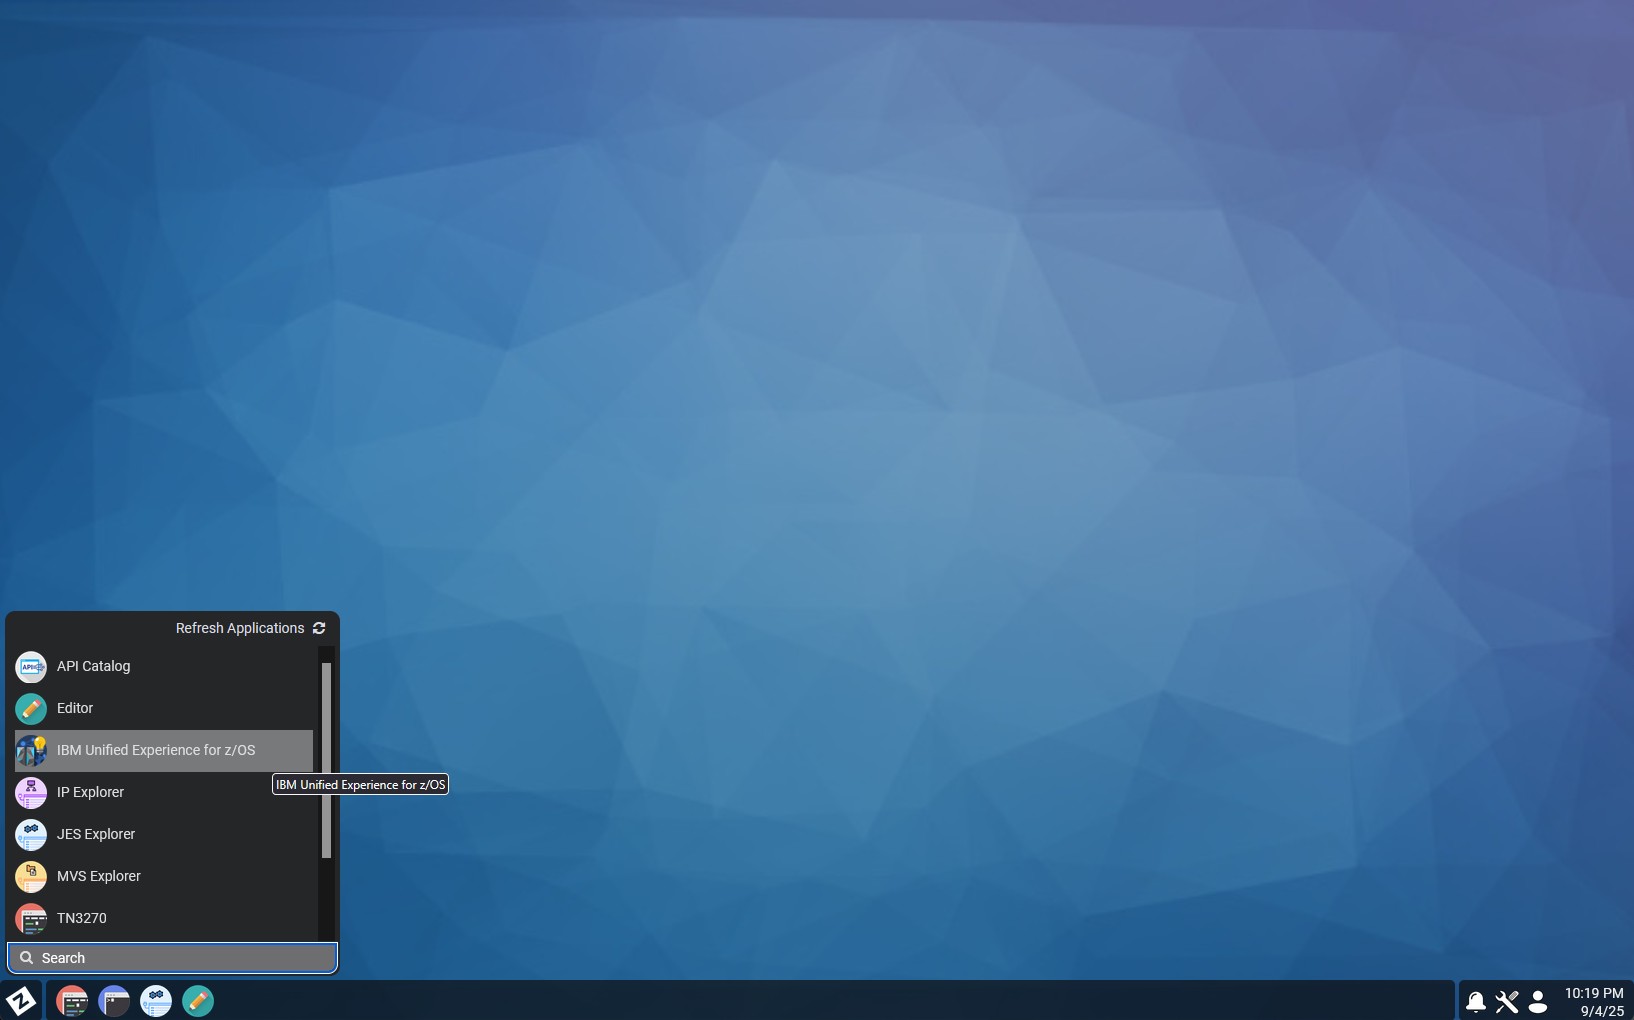 Refresh Applications
API Catalog
Editor
IBM Unified Experience for z/OS
IBM Unified Experience for z/OS
IP Explorer
JES Explorer
MVS Explorer
TN3270
Search
10:19 PM
9/4/25